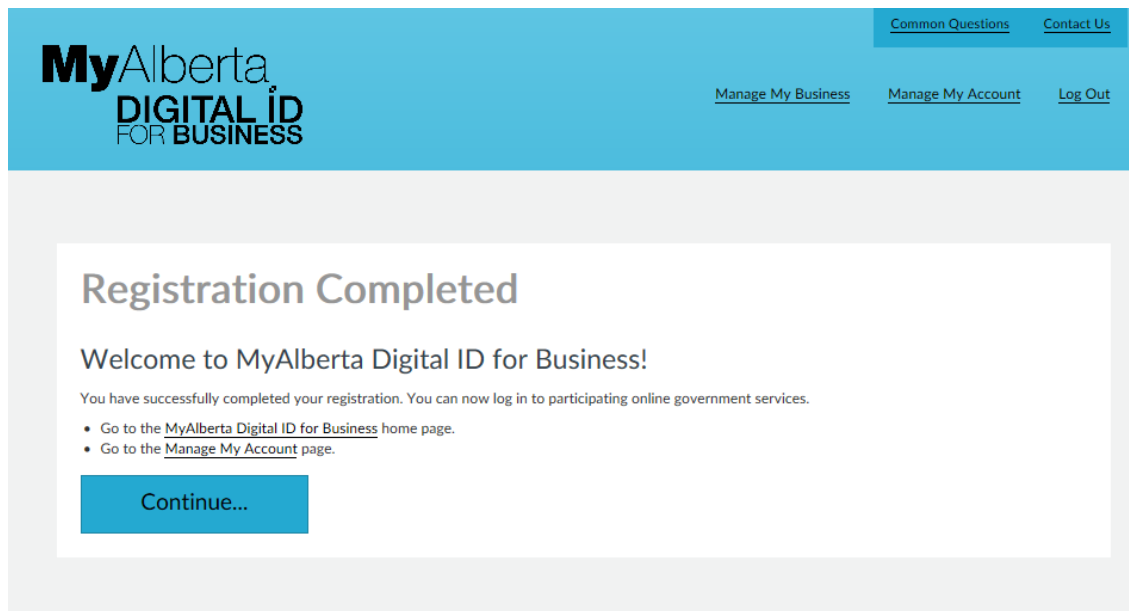 Common Questions Contact Us
MyAlberta
DIGITAL ID
FOR BUSINESS
Manage My Business Manage My Account Log Out
Registration Completed
Welcome to MyAlberta Digital ID for Business!
You have successfully completed your registration. You can now log in to participating online government services.
• Go to the MyAlberta Digital ID for Business home page.
• Go to the Manage My Account page.
Continue...